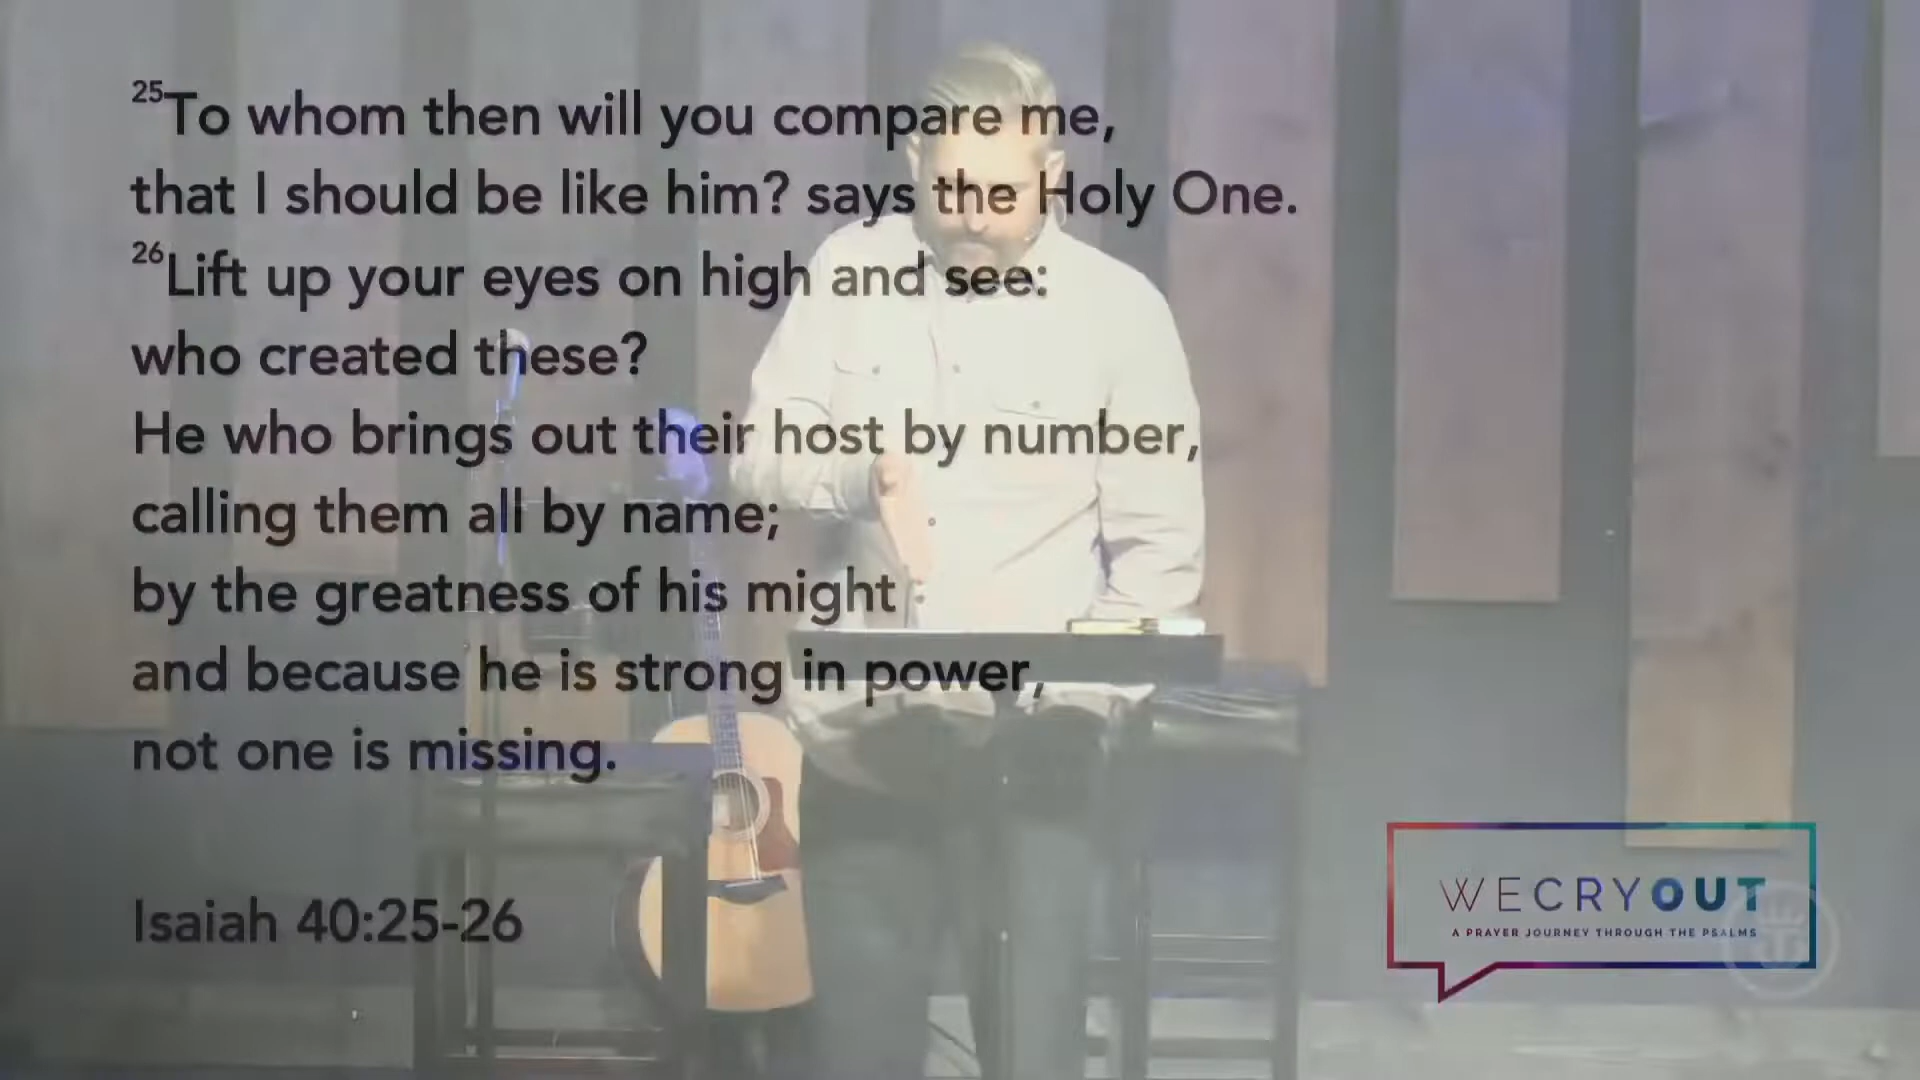 25To whom then will you compare me,
that I should be like him? says the Holy One.
26Lift up your eyes on high and see:
who created these?
He who brings out their host by number,
calling them all by name;
by the greatness of his might
and because he is strong in power,
not one is missing.
Isaiah 40:25-26
WECRYOUT
A PRAYER JOURNEY THROUGH THE PSALMS